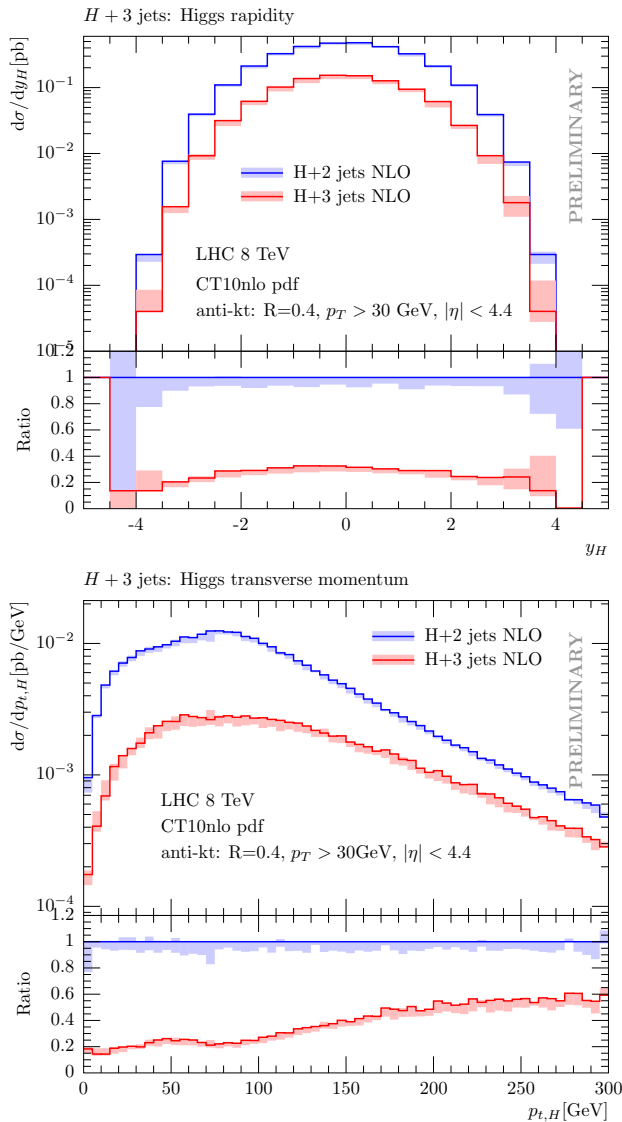 H + 3 jets: Higgs rapidity
dσ/dy_H[pb]
10^−1
10^−2
10^−3
10^−4
10^−5
H+2 jets NLO
H+3 jets NLO
PRELIMINARY
LHC 8 TeV
CT10nlo pdf
anti-kt: R=0.4, p_T > 30 GeV, |η| < 4.4
Ratio
1.2
1
0.8
0.6
0.4
0.2
0
-4 -2 0 2 4
y_H
H + 3 jets: Higgs transverse momentum
dσ/dp_{t,H}[pb/GeV]
10^−2
10^−3
10^−4
H+2 jets NLO
H+3 jets NLO
PRELIMINARY
LHC 8 TeV
CT10nlo pdf
anti-kt: R=0.4, p_T > 30GeV, |η| < 4.4
Ratio
1.2
1
0.8
0.6
0.4
0.2
0
0 50 100 150 200 250 300
p_{t,H}[GeV]